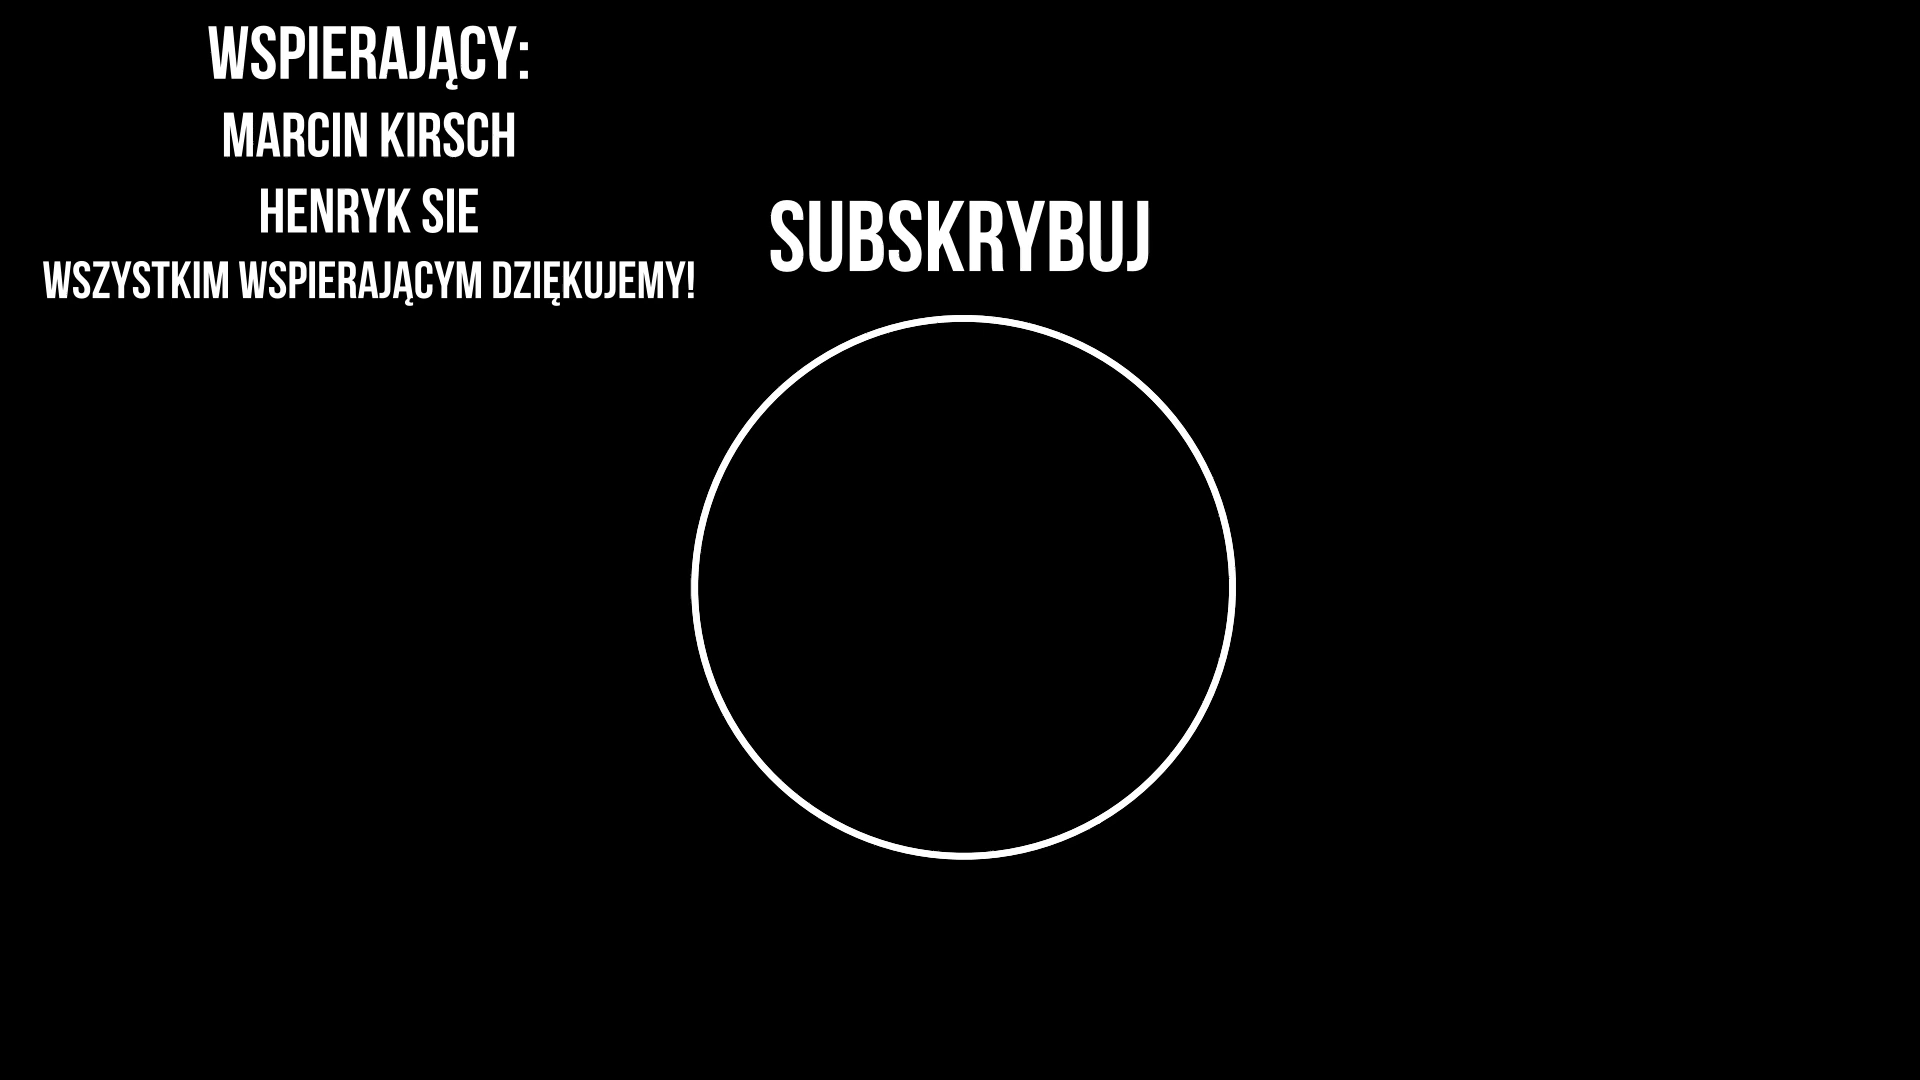 WSPIERAJĄCY:
MARCIN KIRSCH
HENRYK SIE
WSZYSTKIM WSPIERAJĄCYM DZIĘKUJEMY!
SUBSKRYBUJ